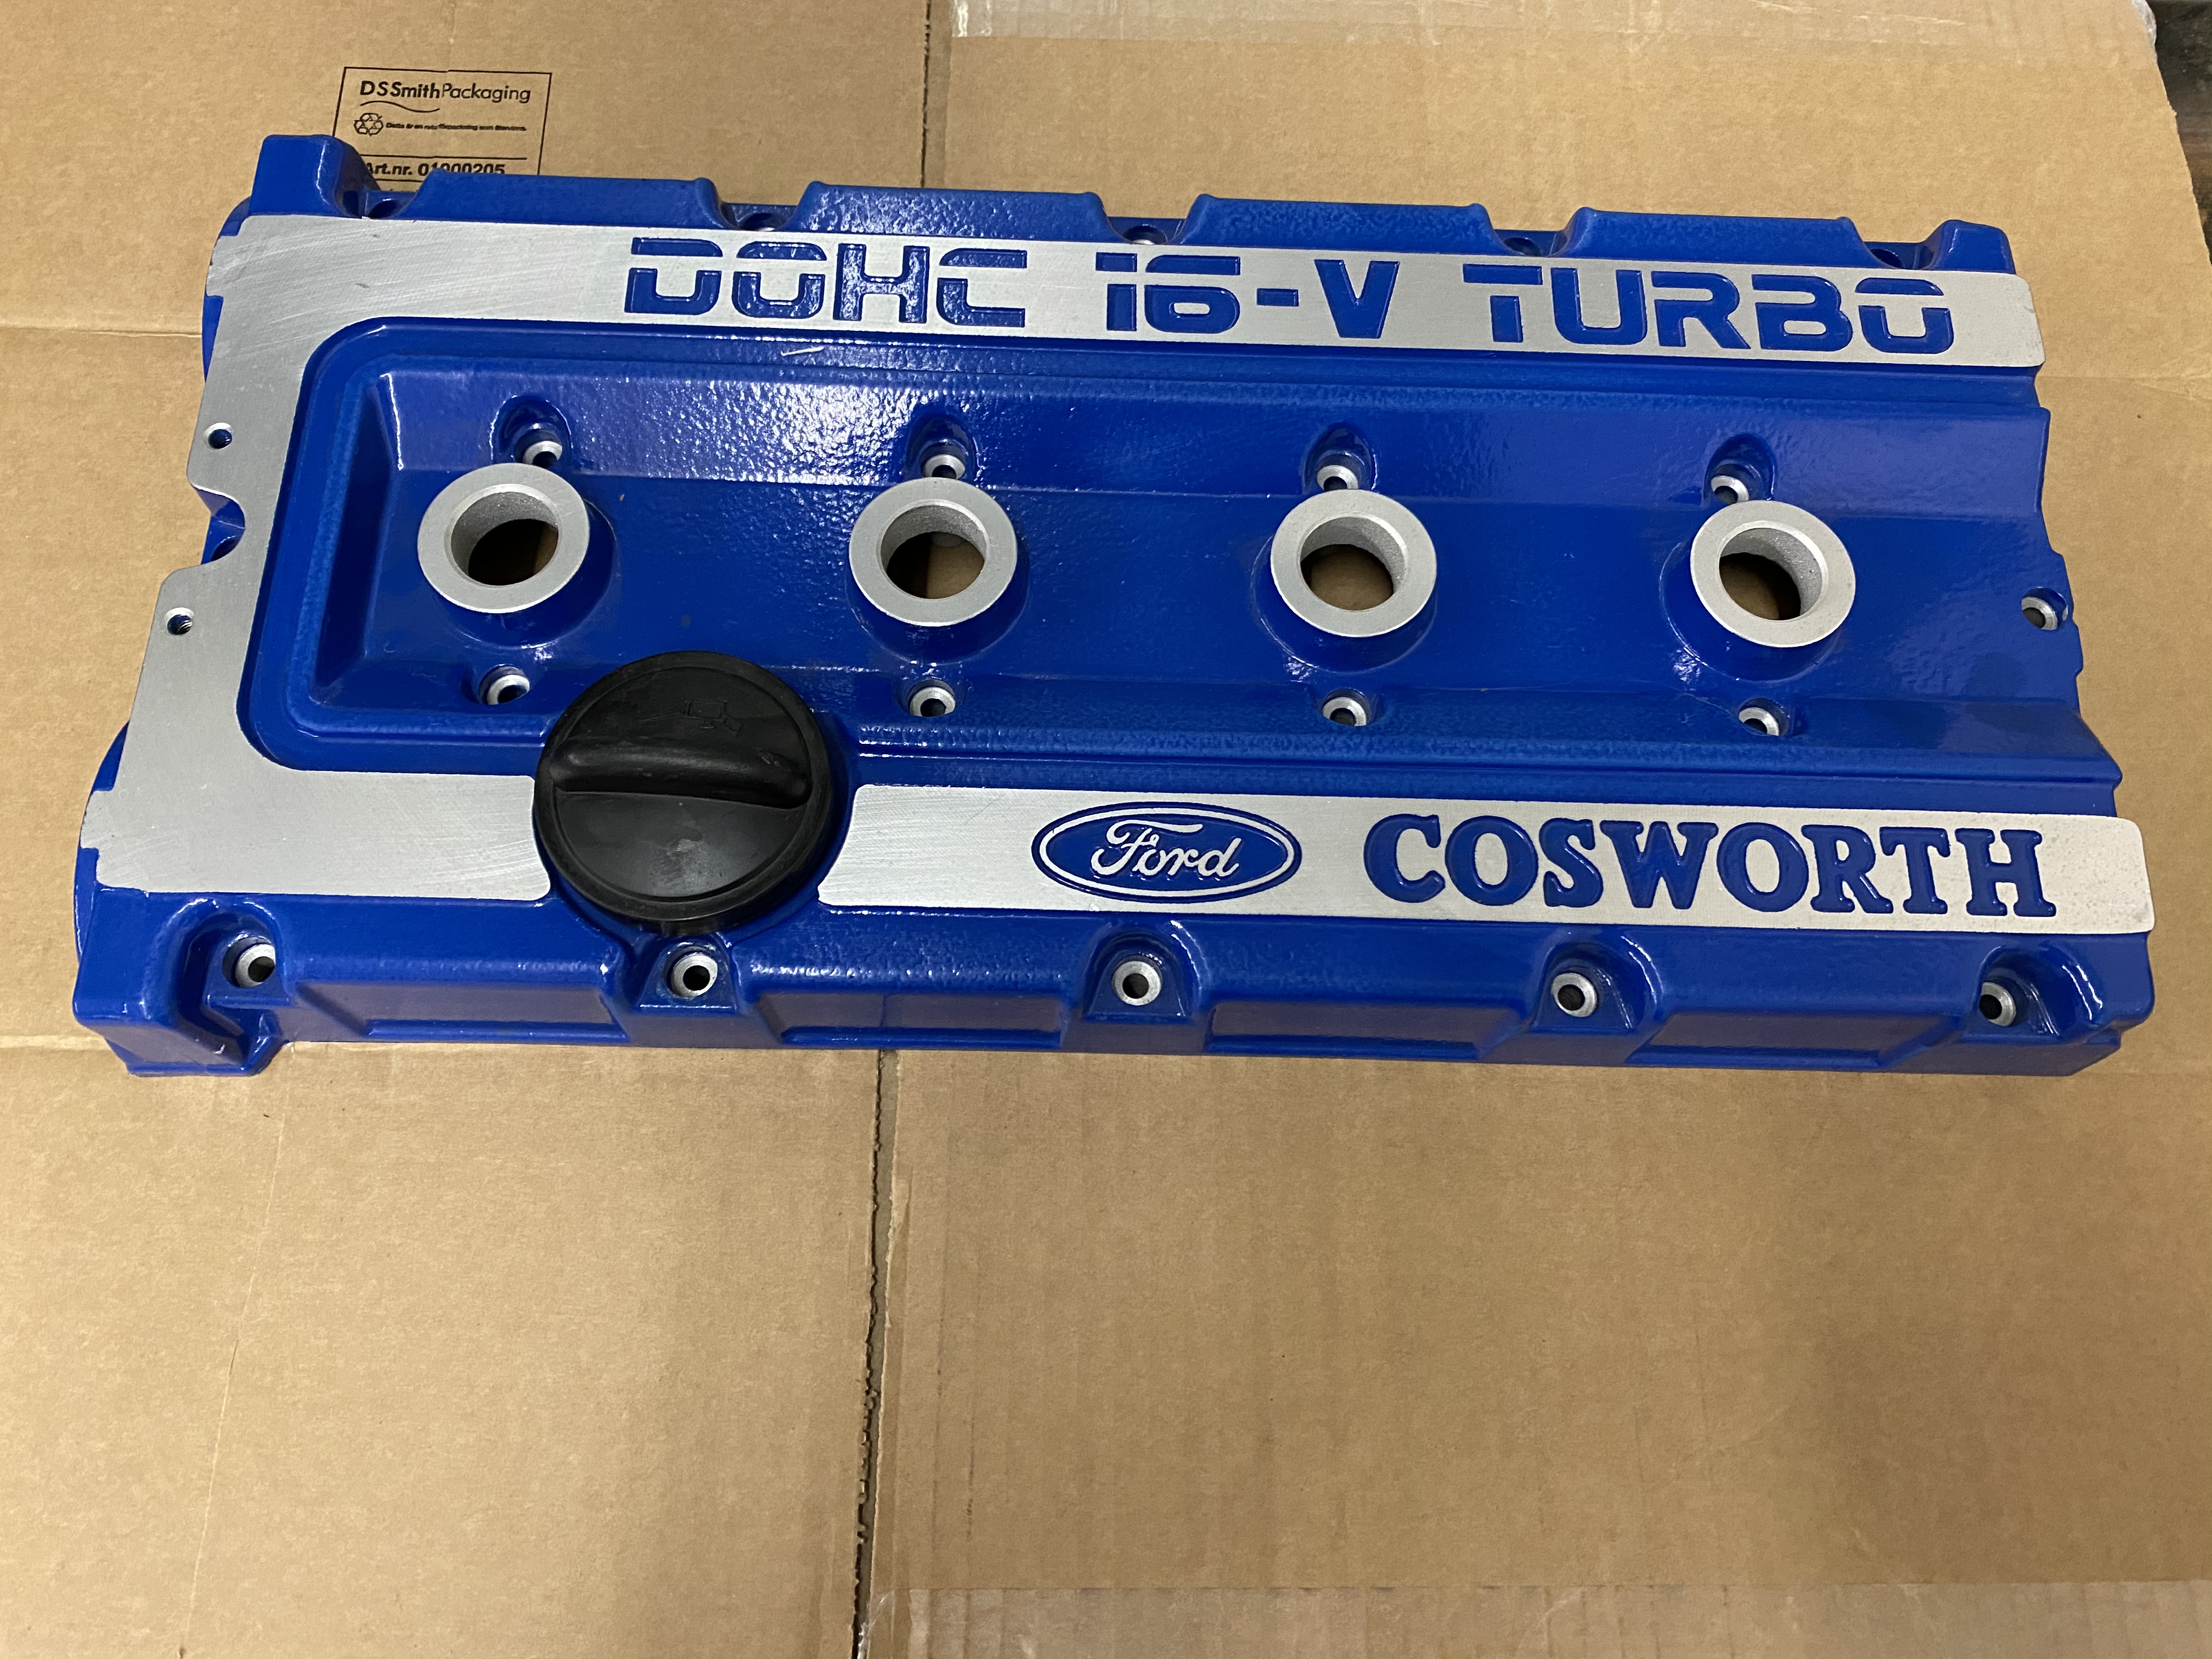 DSSmithPackaging
Art.nr. 01000205
DOHC 16-V TURBO
Ford COSWORTH